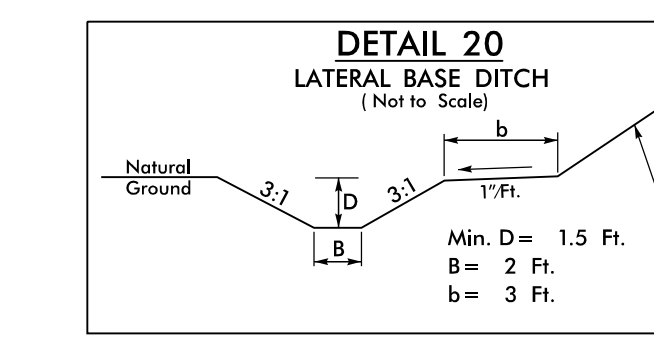 DETAIL 20
LATERAL BASE DITCH
( Not to Scale)
b
Natural
Ground
3:1
D
3:1
1"/Ft.
B
Min. D = 1.5 Ft.
B = 2 Ft.
b = 3 Ft.